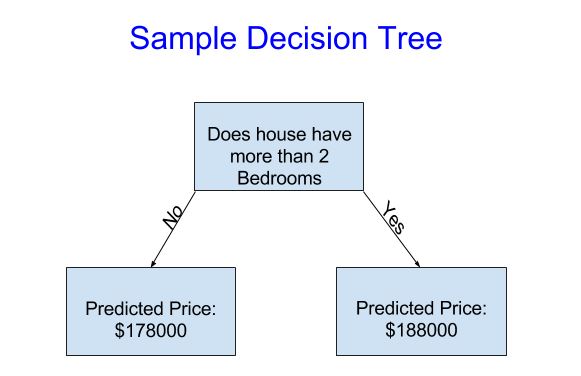 Sample Decision Tree
Does house have
more than 2
Bedrooms
No
Yes
Predicted Price:
$178000
Predicted Price:
$188000